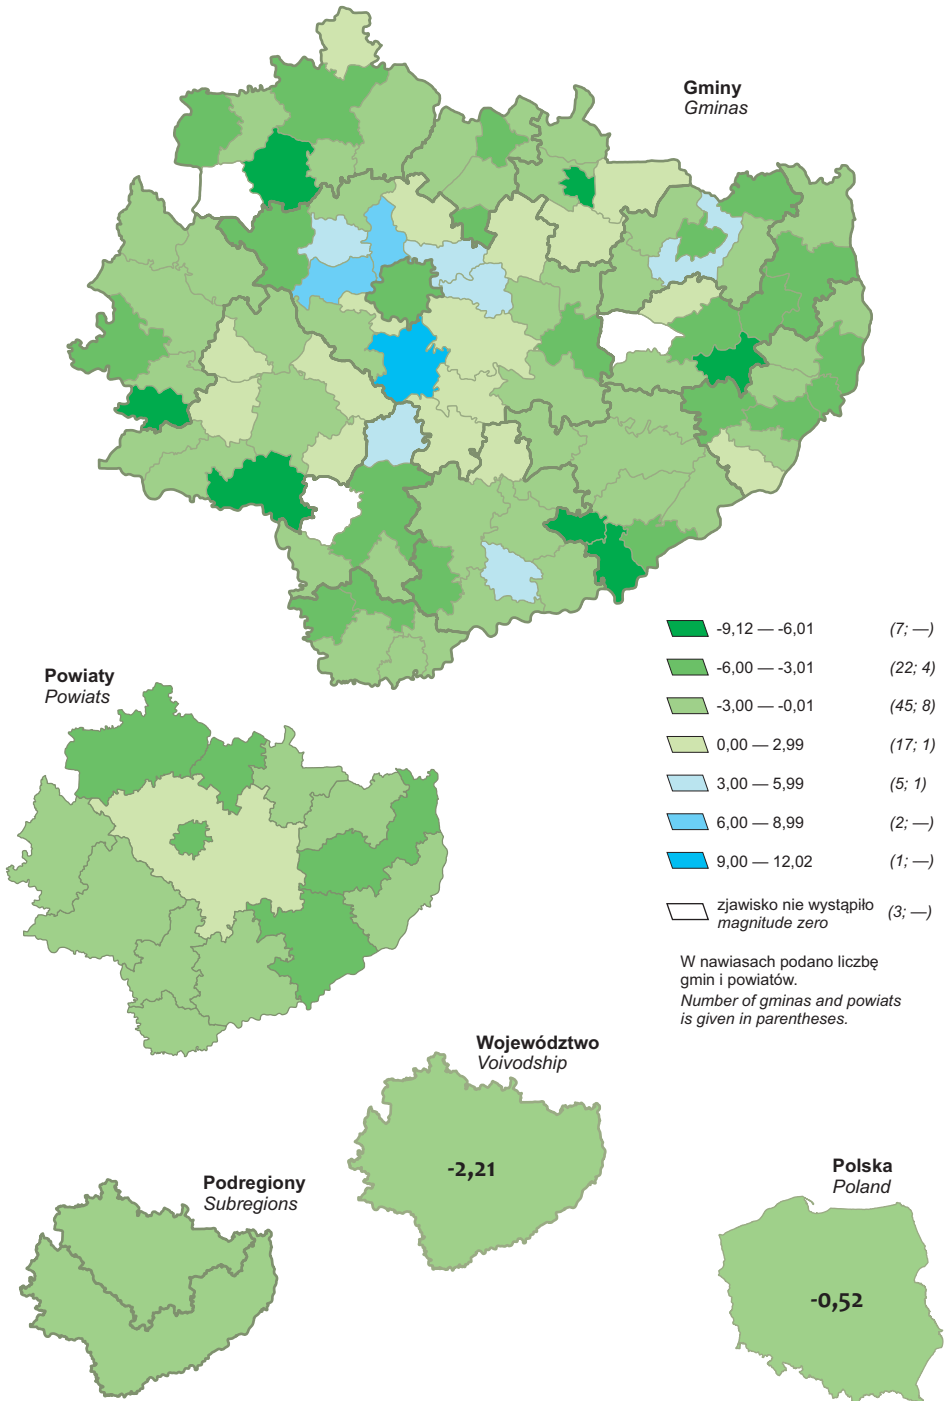 Gminy
Gminas
-9,12 — -6,01 (7; —)
-6,00 — -3,01 (22; 4)
-3,00 — -0,01 (45; 8)
0,00 — 2,99 (17; 1)
3,00 — 5,99 (5; 1)
6,00 — 8,99 (2; —)
9,00 — 12,02 (1; —)
zjawisko nie wystąpiło (3; —)
magnitude zero
W nawiasach podano liczbę
gmin i powiatów.
Number of gminas and powiats
is given in parentheses.
Powiaty
Powiats
Województwo
Voivodship
-2,21
Podregiony
Subregions
Polska
Poland
-0,52